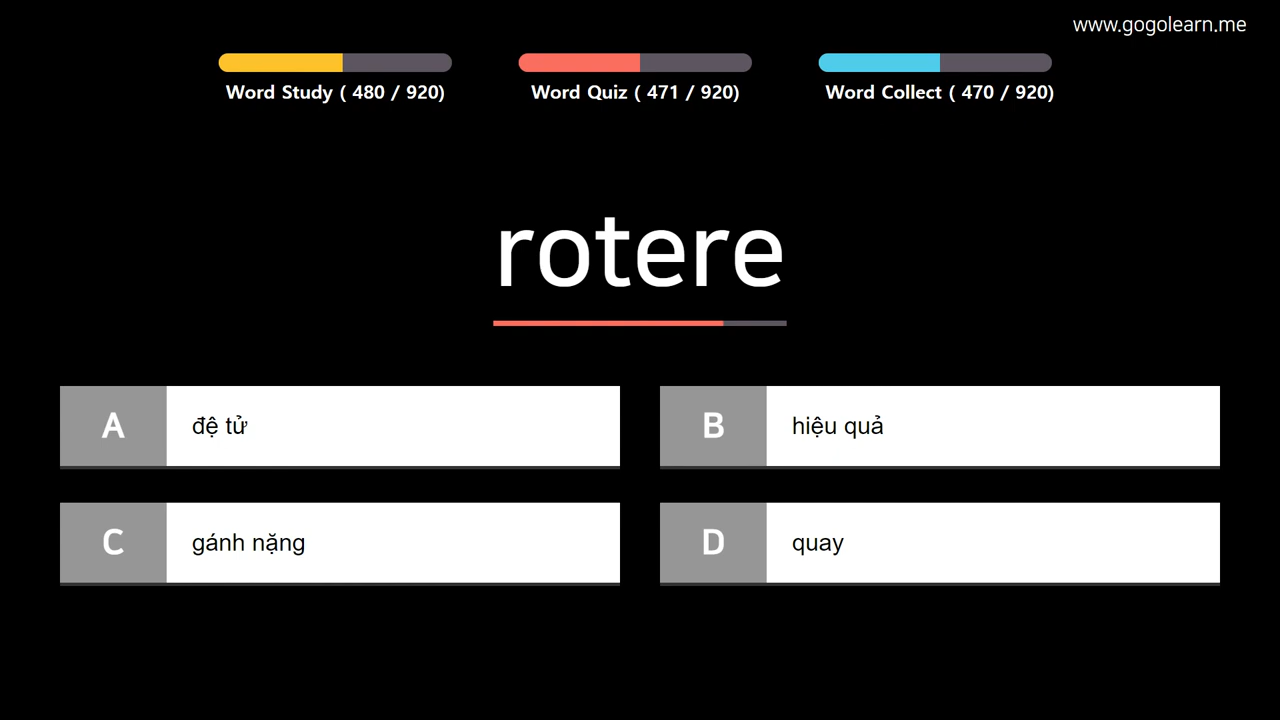 www.gogolearn.me
Word Study ( 480 / 920)
Word Quiz ( 471 / 920)
Word Collect ( 470 / 920)
rotere
A
đệ tử
B
hiệu quả
C
gánh nặng
D
quay